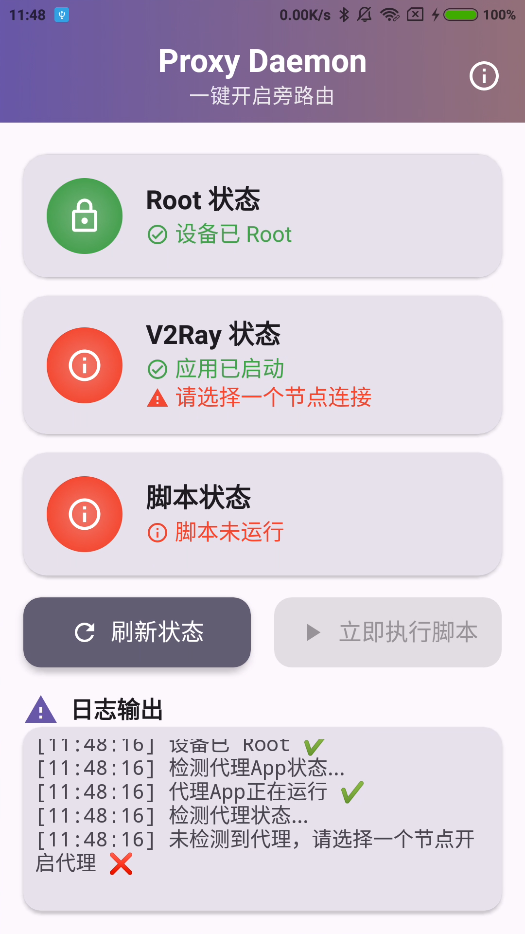 11:48
0.00K/s
100%
Proxy Daemon
一键开启旁路由
Root 状态
设备已 Root
V2Ray 状态
应用已启动
请选择一个节点连接
脚本状态
脚本未运行
刷新状态
立即执行脚本
日志输出
[11:48:16] 设备已 Root ✔
[11:48:16] 检测代理App状态...
[11:48:16] 代理App正在运行 ✔
[11:48:16] 检测代理状态...
[11:48:16] 未检测到代理，请选择一个节点开
启代理 ❌